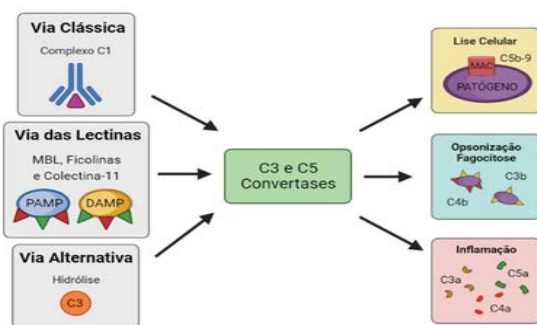 Via Clássica
Complexo C1
Via das Lectinas
MBL, Ficolinas
e Colectina-11
PAMP
DAMP
Via Alternativa
Hidrólise
C3
C3 e C5
Convertases
Lise Celular
MAC
C5b-9
PATÓGENO
Opsonização
Fagocitose
C3b
C4b
Inflamação
C5a
C3a
C4a